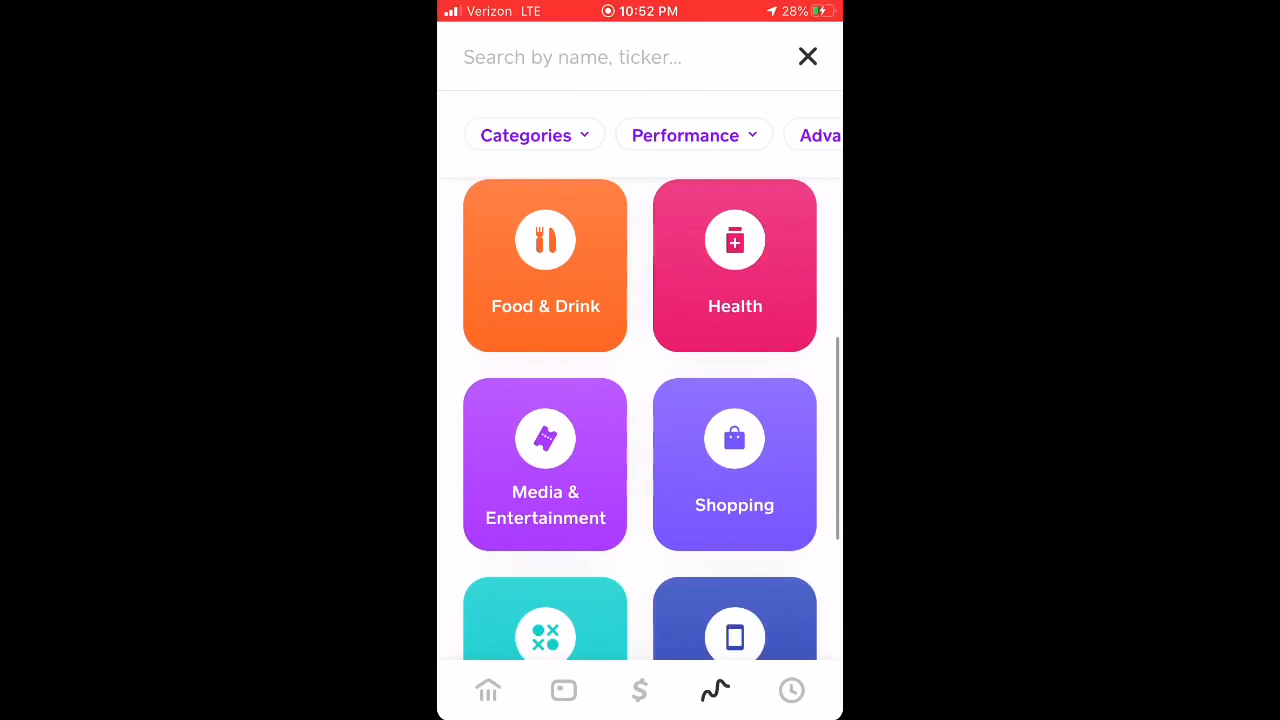 Verizon LTE 10:52 PM 28%
Search by name, ticker...
Categories Performance Adva
Food & Drink Health
Media &
Entertainment
Shopping
$